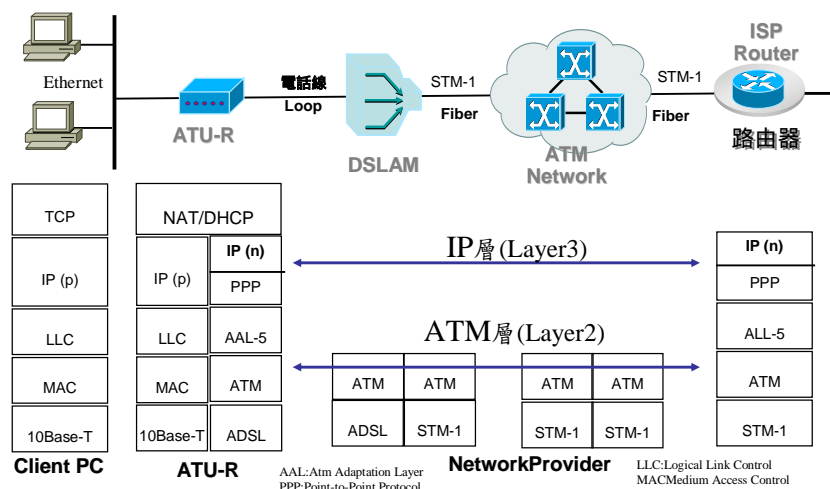 ISP
Router
Ethernet
電話線
Loop
STM-1
Fiber
STM-1
Fiber
ATU-R
DSLAM
ATM
Network
路由器
TCP
NAT/DHCP
IP (p)
IP (p)
IP (n)
PPP
IP層(Layer3)
IP (n)
PPP
LLC
LLC
AAL-5
ATM層(Layer2)
ALL-5
MAC
MAC
ATM
ATM
ATM
ATM
ATM
ATM
10Base-T
10Base-T
ADSL
ADSL
STM-1
STM-1
STM-1
STM-1
Client PC
ATU-R
NetworkProvider
AAL:Atm Adaptation Layer
PPP:Point-to-Point Protocol
LLC:Logical Link Control
MACMedium Access Control